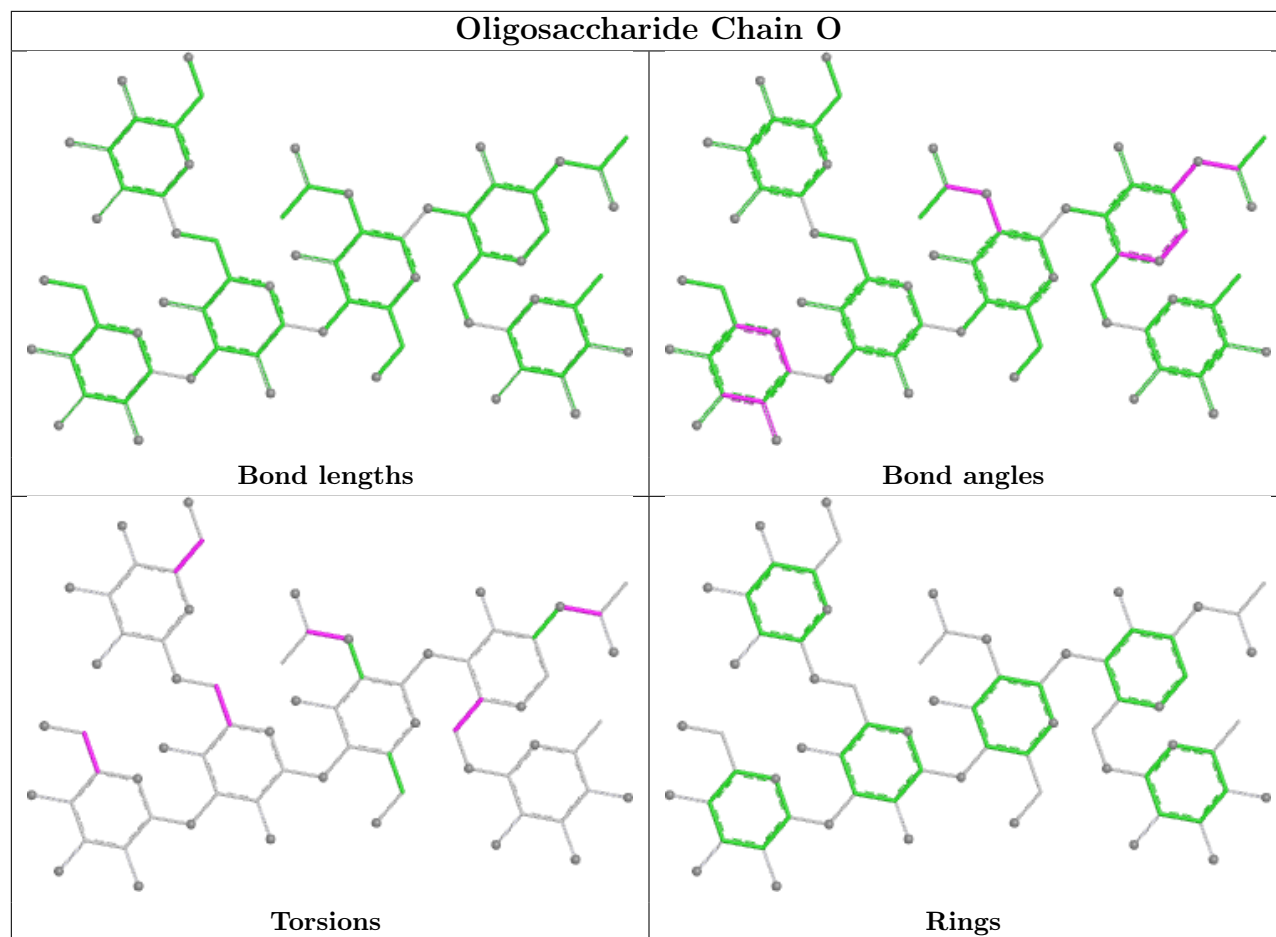 Oligosaccharide Chain O
Bond lengths
Bond angles
Torsions
Rings